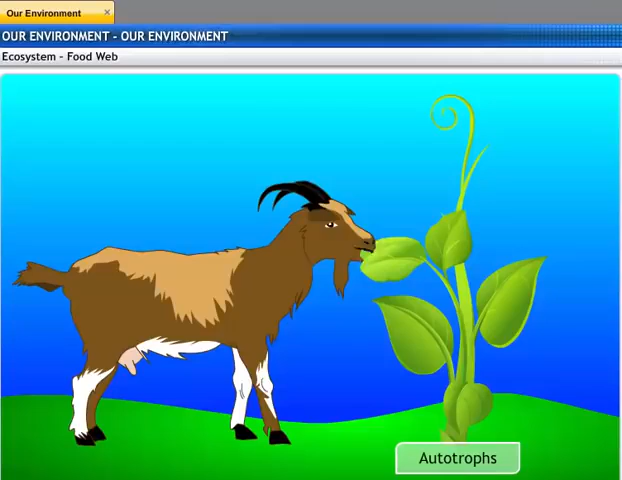 Our Environment
OUR ENVIRONMENT - OUR ENVIRONMENT
Ecosystem - Food Web
Autotrophs